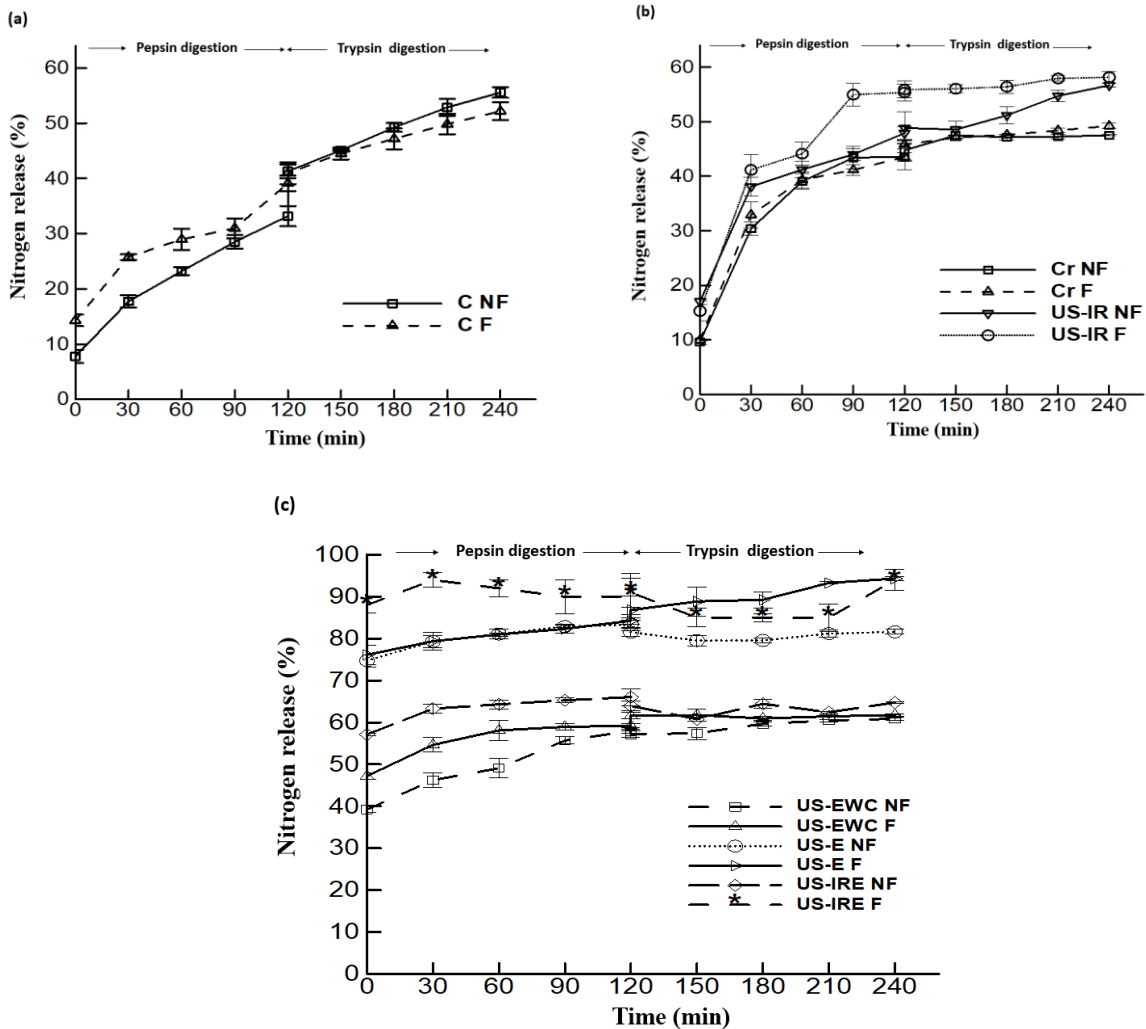 (a)
Pepsin digestion
Trypsin digestion
60
50
40
30
20
10
0
Nitrogen release (%)
C NF
C F
0 30 60 90 120 150 180 210 240
Time (min)
(b)
Pepsin digestion
Trypsin digestion
60
50
40
30
20
10
0
Nitrogen release (%)
Cr NF
Cr F
US-IR NF
US-IR F
0 30 60 90 120 150 180 210 240
Time (min)
(c)
Pepsin digestion
Trypsin digestion
100
90
80
70
60
50
40
30
20
10
0
Nitrogen release (%)
US-EWC NF
US-EWC F
US-E NF
US-E F
US-IRE NF
US-IRE F
0 30 60 90 120 150 180 210 240
Time (min)